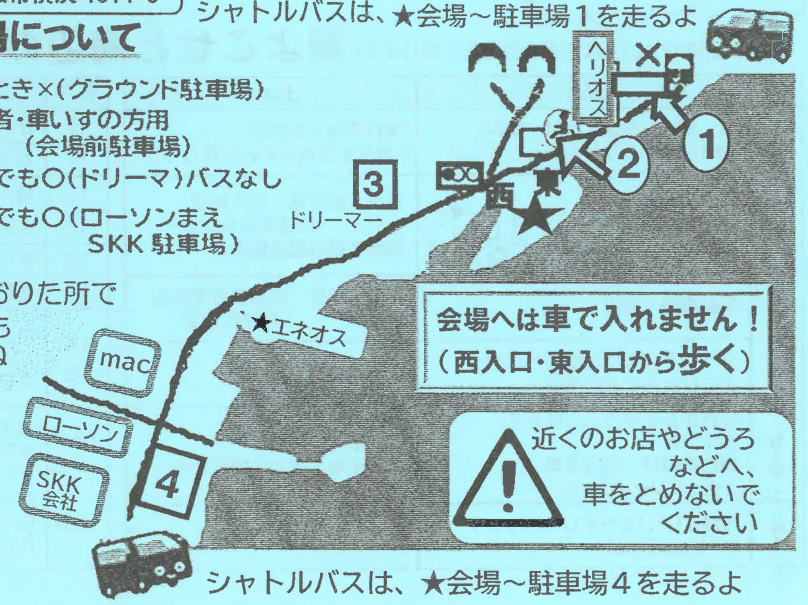 シャトルバスは、★会場～駐車場1を走るよ
場について
とき×(グラウンド駐車場)
者・車いすの方用
(会場前駐車場)
でも○(ドリーマ)バスなし
でも○(ローソンまえ
SKK駐車場)
おりた所で
も
ヘリオス
×
1
2
3
ドリーマー
西 東
★
★エネオス
会場へは車で入れません！
(西入口・東入口から歩く)
mac
ローソン
SKK
会社
4
近くのお店やどうろ
などへ、
車をとめないで
ください
シャトルバスは、★会場～駐車場4を走るよ